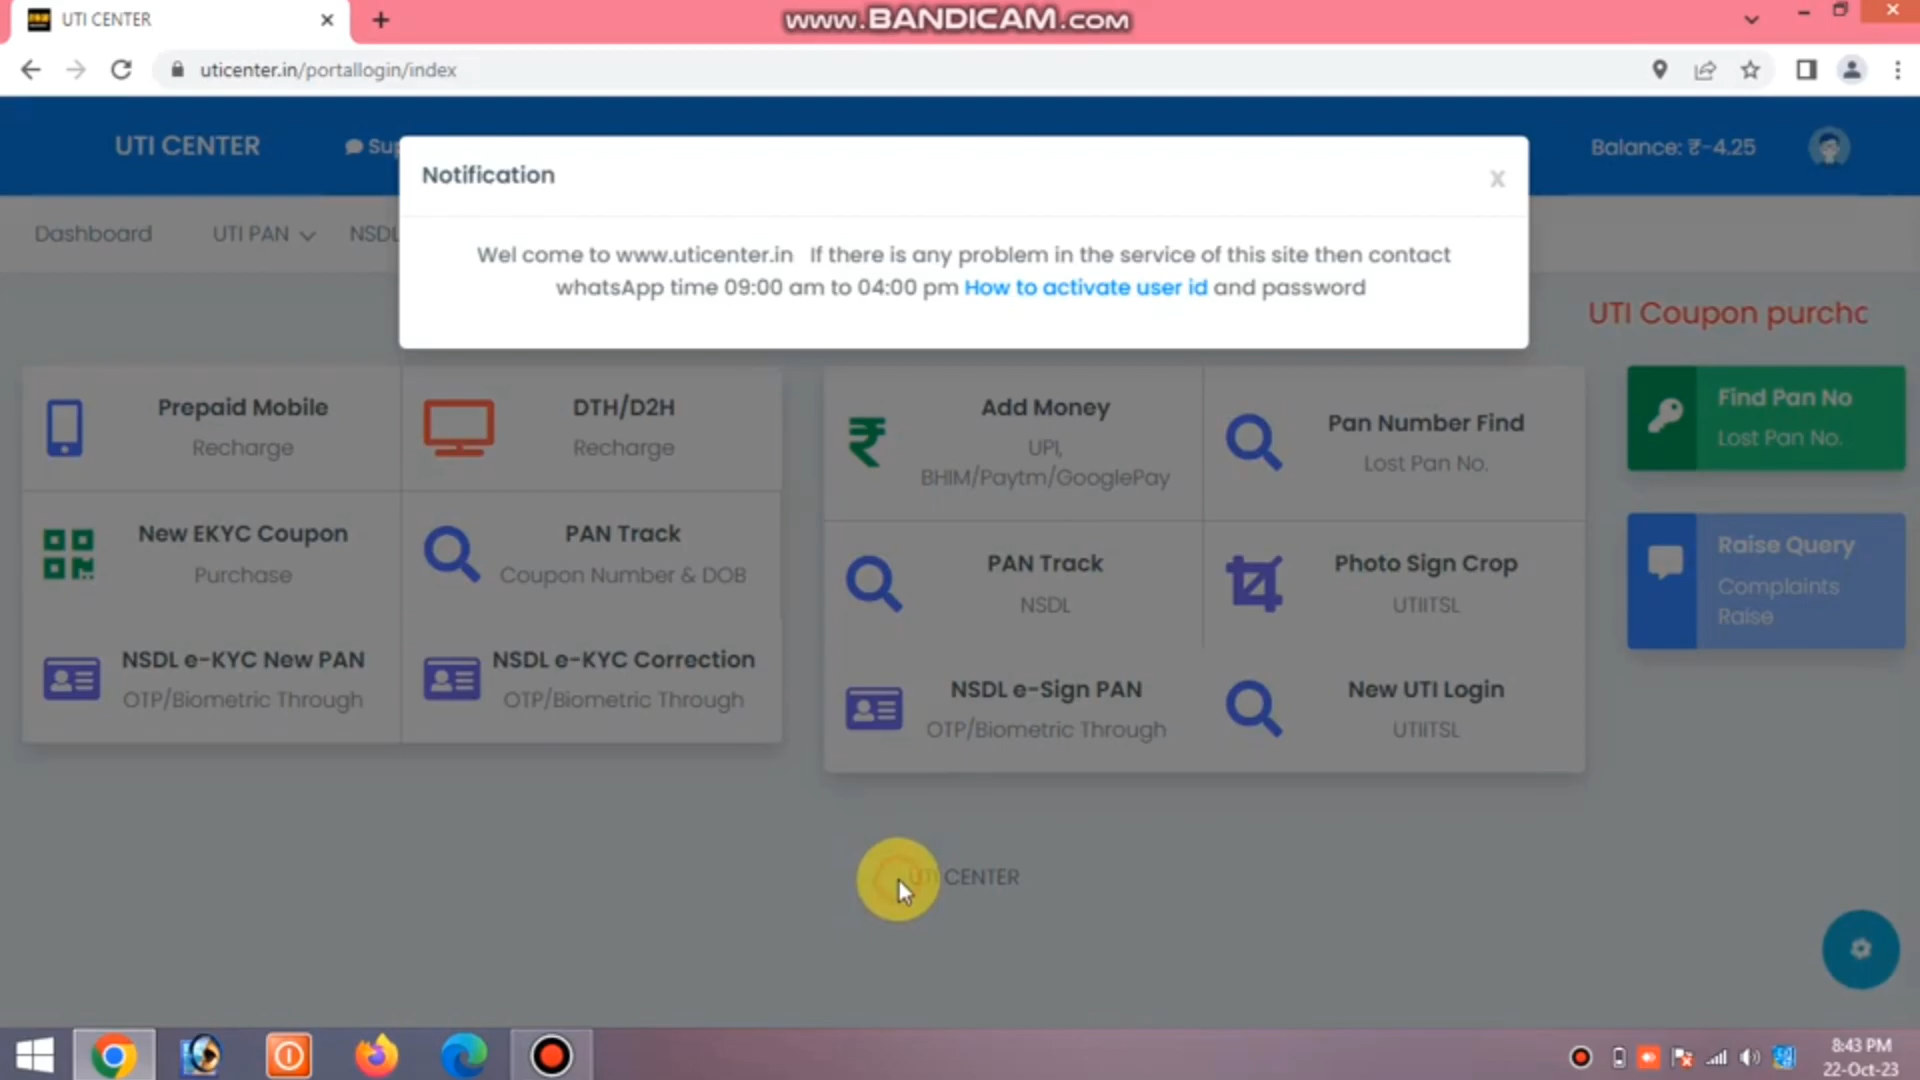 UTI CENTER
www.BANDICAM.com
uticenter.in/portallogin/index
UTI CENTER
Balance: ₹-4.25
Notification
X
Wel come to www.uticenter.in If there is any problem in the service of this site then contact
whatsApp time 09:00 am to 04:00 pm How to activate user id and password
Dashboard
UTI PAN
UTI Coupon
Prepaid Mobile
Recharge
DTH/D2H
Recharge
New EKYC Coupon
Purchase
PAN Track
Coupon Number & DOB
NSDL e-KYC New PAN
OTP/Biometric Through
NSDL e-KYC Correction
OTP/Biometric Through
Add Money
UPI,
BHIM/Paytm/GooglePay
Pan Number Find
Lost Pan No.
PAN Track
NSDL
Photo Sign Crop
UTIITSL
NSDL e-Sign PAN
OTP/Biometric Through
New UTI Login
UTIITSL
Find Pan No
Lost Pan No.
Raise Query
Complaints
Raise
UTI CENTER
8:43 PM
22-Oct-23